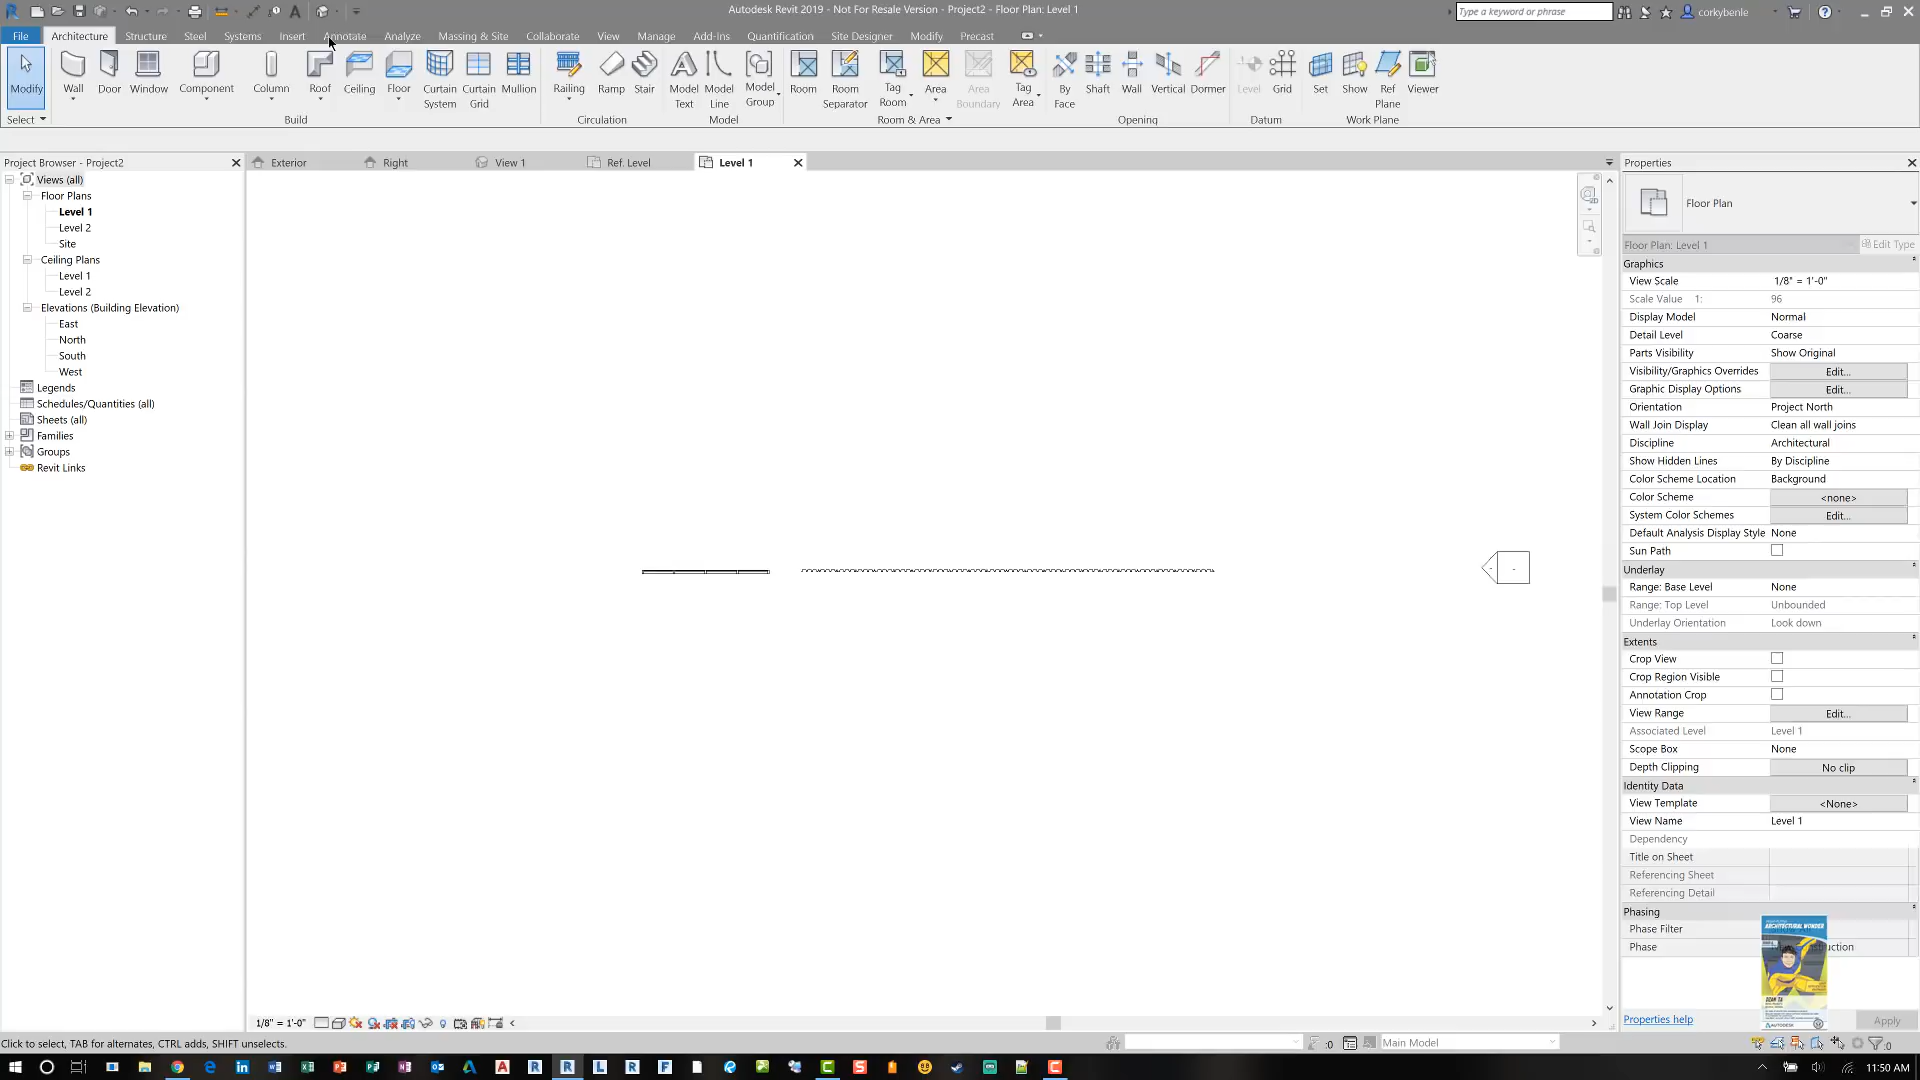 Autodesk Revit 2019 - Not For Resale Version - Project2 - Floor Plan: Level 1
Type a keyword or phrase
corkybenle
File Architecture Structure Steel Systems Insert Annotate Analyze Massing & Site Collaborate View Manage Add-Ins Quantification Site Designer Modify Precast
Modify Wall Door Window Component Column Roof Ceiling Floor Curtain System Curtain Grid Mullion Railing Ramp Stair Model Text Model Line Model Group Room Room Separator Tag Room Area Area Boundary Tag Area By Face Shaft Wall Vertical Dormer Level Grid Set Show Ref Plane Viewer
Select Build Circulation Model Room & Area Opening Datum Work Plane
Project Browser - Project2
Exterior Right View 1 Ref. Level Level 1
Properties
Views (all)
Floor Plans
Level 1
Level 2
Site
Ceiling Plans
Level 1
Level 2
Elevations (Building Elevation)
East
North
South
West
Legends
Schedules/Quantities (all)
Sheets (all)
Families
Groups
Revit Links
Floor Plan
Floor Plan: Level 1 Edit Type
Graphics
View Scale 1/8" = 1'-0"
Scale Value 1: 96
Display Model Normal
Detail Level Coarse
Parts Visibility Show Original
Visibility/Graphics Overrides Edit...
Graphic Display Options Edit...
Orientation Project North
Wall Join Display Clean all wall joins
Discipline Architectural
Show Hidden Lines By Discipline
Color Scheme Location Background
Color Scheme <none>
System Color Schemes Edit...
Default Analysis Display Style None
Sun Path
Underlay
Range: Base Level None
Range: Top Level Unbounded
Underlay Orientation Look down
Extents
Crop View
Crop Region Visible
Annotation Crop
View Range Edit...
Associated Level Level 1
Scope Box None
Depth Clipping No clip
Identity Data
View Template <None>
View Name Level 1
Dependency
Title on Sheet
Referencing Sheet
Referencing Detail
Phasing
Phase Filter
Phase uction
ARCHITECTURAL WONDER
AUTODESK
Properties help Apply
1/8" = 1'-0"
Click to select, TAB for alternates, CTRL adds, SHIFT unselects.
:0 Main Model :0
11:50 AM